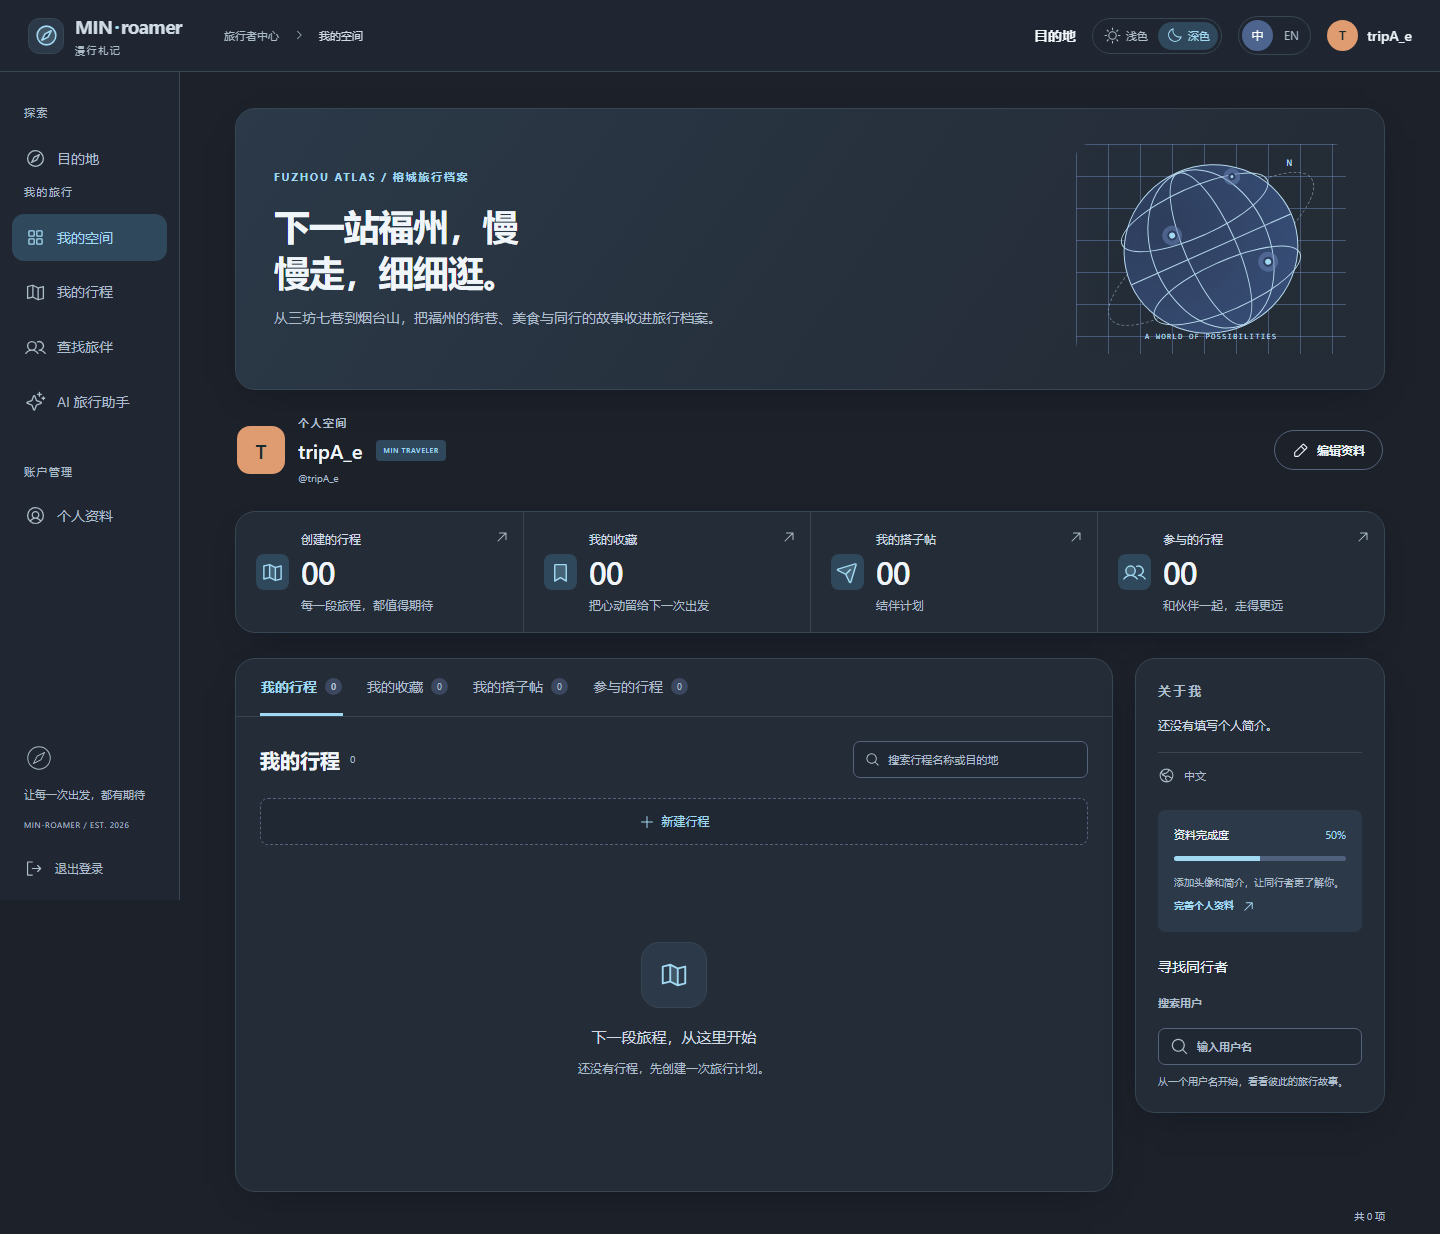 MIN·roamer
漫行札记
旅行者中心
我的空间
目的地
浅色
深色
中
EN
T
tripA_e
探索
目的地
我的旅行
我的空间
我的行程
查找旅伴
AI 旅行助手
账户管理
个人资料
让每一次出发，都有期待
MIN-ROAMER / EST. 2026
退出登录
FUZHOU ATLAS / 榕城旅行档案
下一站福州，慢
慢走，细细逛。
从三坊七巷到烟台山，把福州的街巷、美食与同行的故事收进旅行档案。
N
A WORLD OF POSSIBILITIES
T
个人空间
tripA_e
MIN TRAVELER
@tripA_e
编辑资料
创建的行程
00
每一段旅程，都值得期待
我的收藏
00
把心动留给下一次出发
我的搭子帖
00
结伴计划
参与的行程
00
和伙伴一起，走得更远
我的行程 0
我的收藏 0
我的搭子帖 0
参与的行程 0
我的行程 0
搜索行程名称或目的地
新建行程
下一段旅程，从这里开始
还没有行程，先创建一次旅行计划。
关于我
还没有填写个人简介。
中文
资料完成度 50%
添加头像和简介，让同行者更了解你。
完善个人资料
寻找同行者
搜索用户
输入用户名
从一个用户名开始，看看彼此的旅行故事。
共 0 项